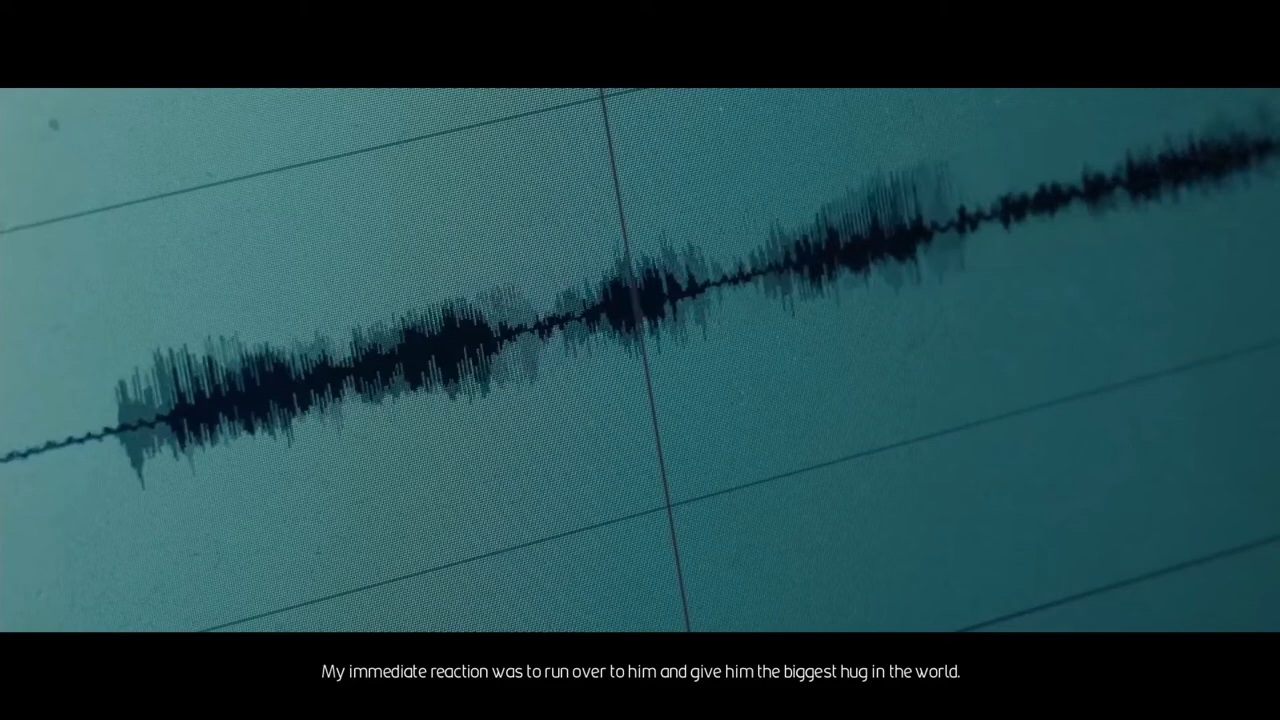 My immediate reaction was to run over to him and give him the biggest hug in the world.